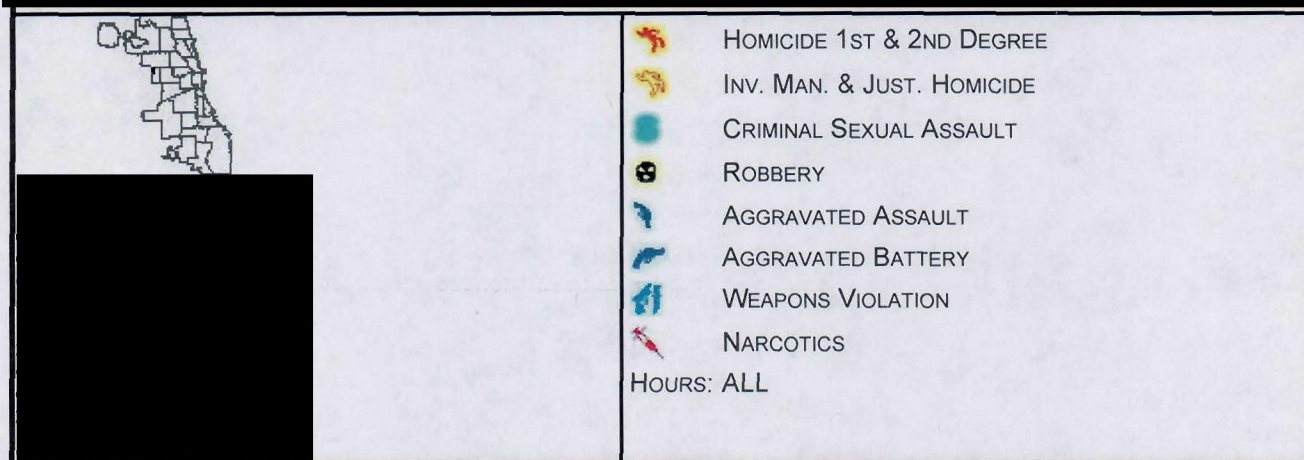 HOMICIDE 1ST & 2ND DEGREE
INV. MAN. & JUST. HOMICIDE
CRIMINAL SEXUAL ASSAULT
ROBBERY
AGGRAVATED ASSAULT
AGGRAVATED BATTERY
WEAPONS VIOLATION
NARCOTICS
HOURS: ALL